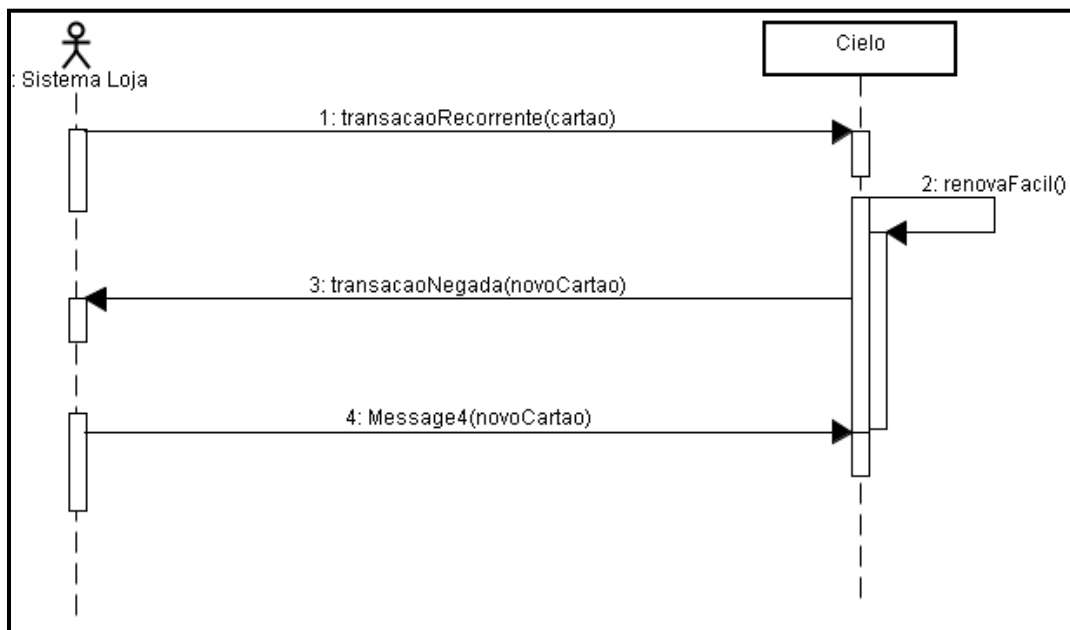 Cielo
: Sistema Loja
1: transacaoRecorrente(cartao)
2: renovaFacil()
3: transacaoNegada(novoCartao)
4: Message4(novoCartao)